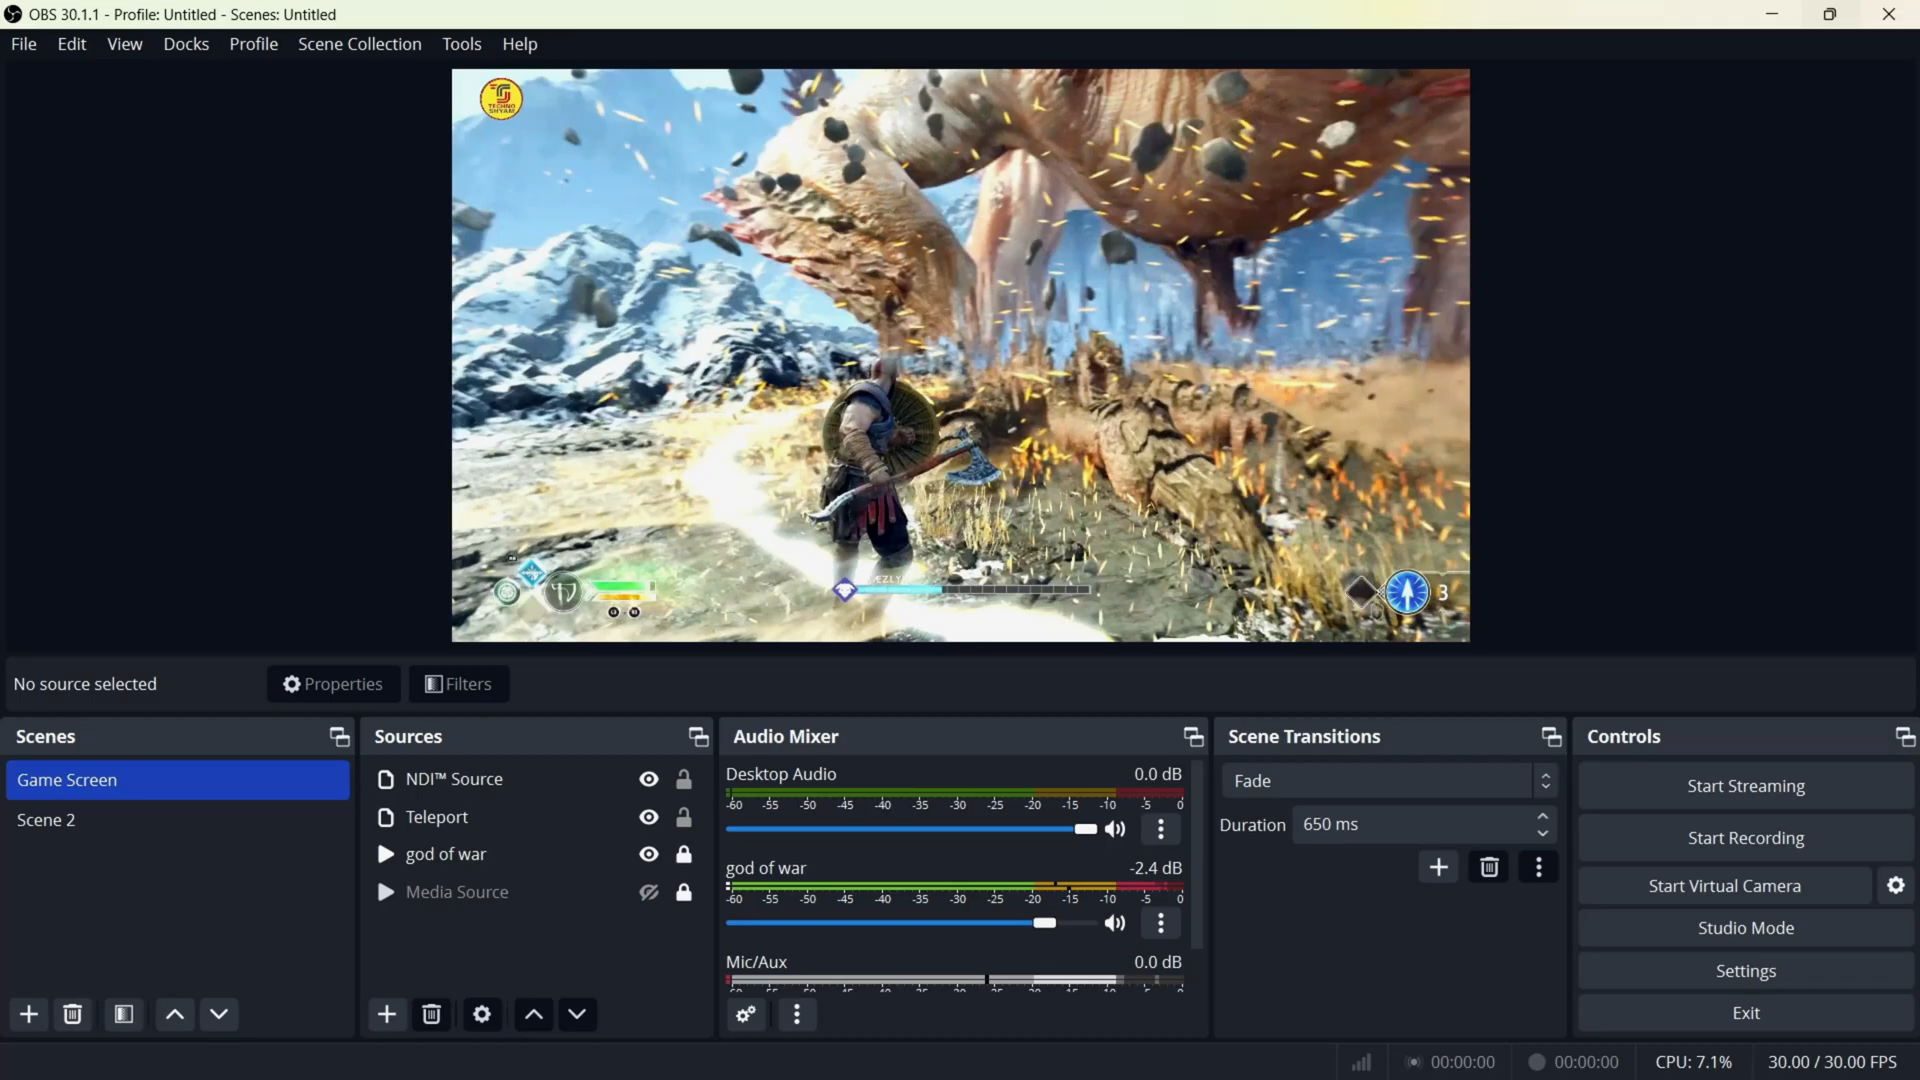 OBS 30.1.1 - Profile: Untitled - Scenes: Untitled
File Edit View Docks Profile Scene Collection Tools Help
TECHNO
SHYAM
EZLY
3
No source selected
Properties
Filters
Scenes
Game Screen
Scene 2
Sources
NDI™ Source
Teleport
god of war
Media Source
Audio Mixer
Desktop Audio 0.0 dB
-60 -55 -50 -45 -40 -35 -30 -25 -20 -15 -10 -5 0
god of war -2.4 dB
-60 -55 -50 -45 -40 -35 -30 -25 -20 -15 -10 -5 0
Mic/Aux 0.0 dB
Scene Transitions
Fade
Duration 650 ms
Controls
Start Streaming
Start Recording
Start Virtual Camera
Studio Mode
Settings
Exit
00:00:00 00:00:00 CPU: 7.1% 30.00 / 30.00 FPS